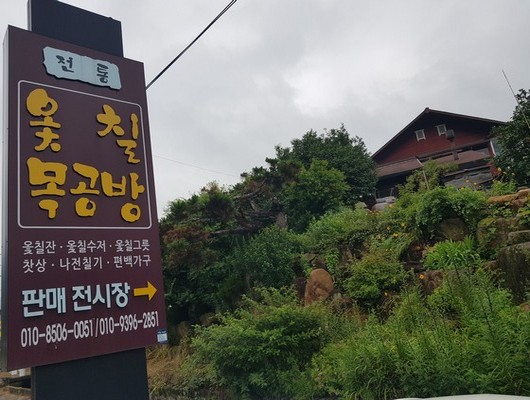 전통
옻칠
목공방
옻칠잔·옻칠수저·옻칠그릇
찻상·나전칠기·편백가구
판매 전시장 →
010-8506-0051/010-9396-2851